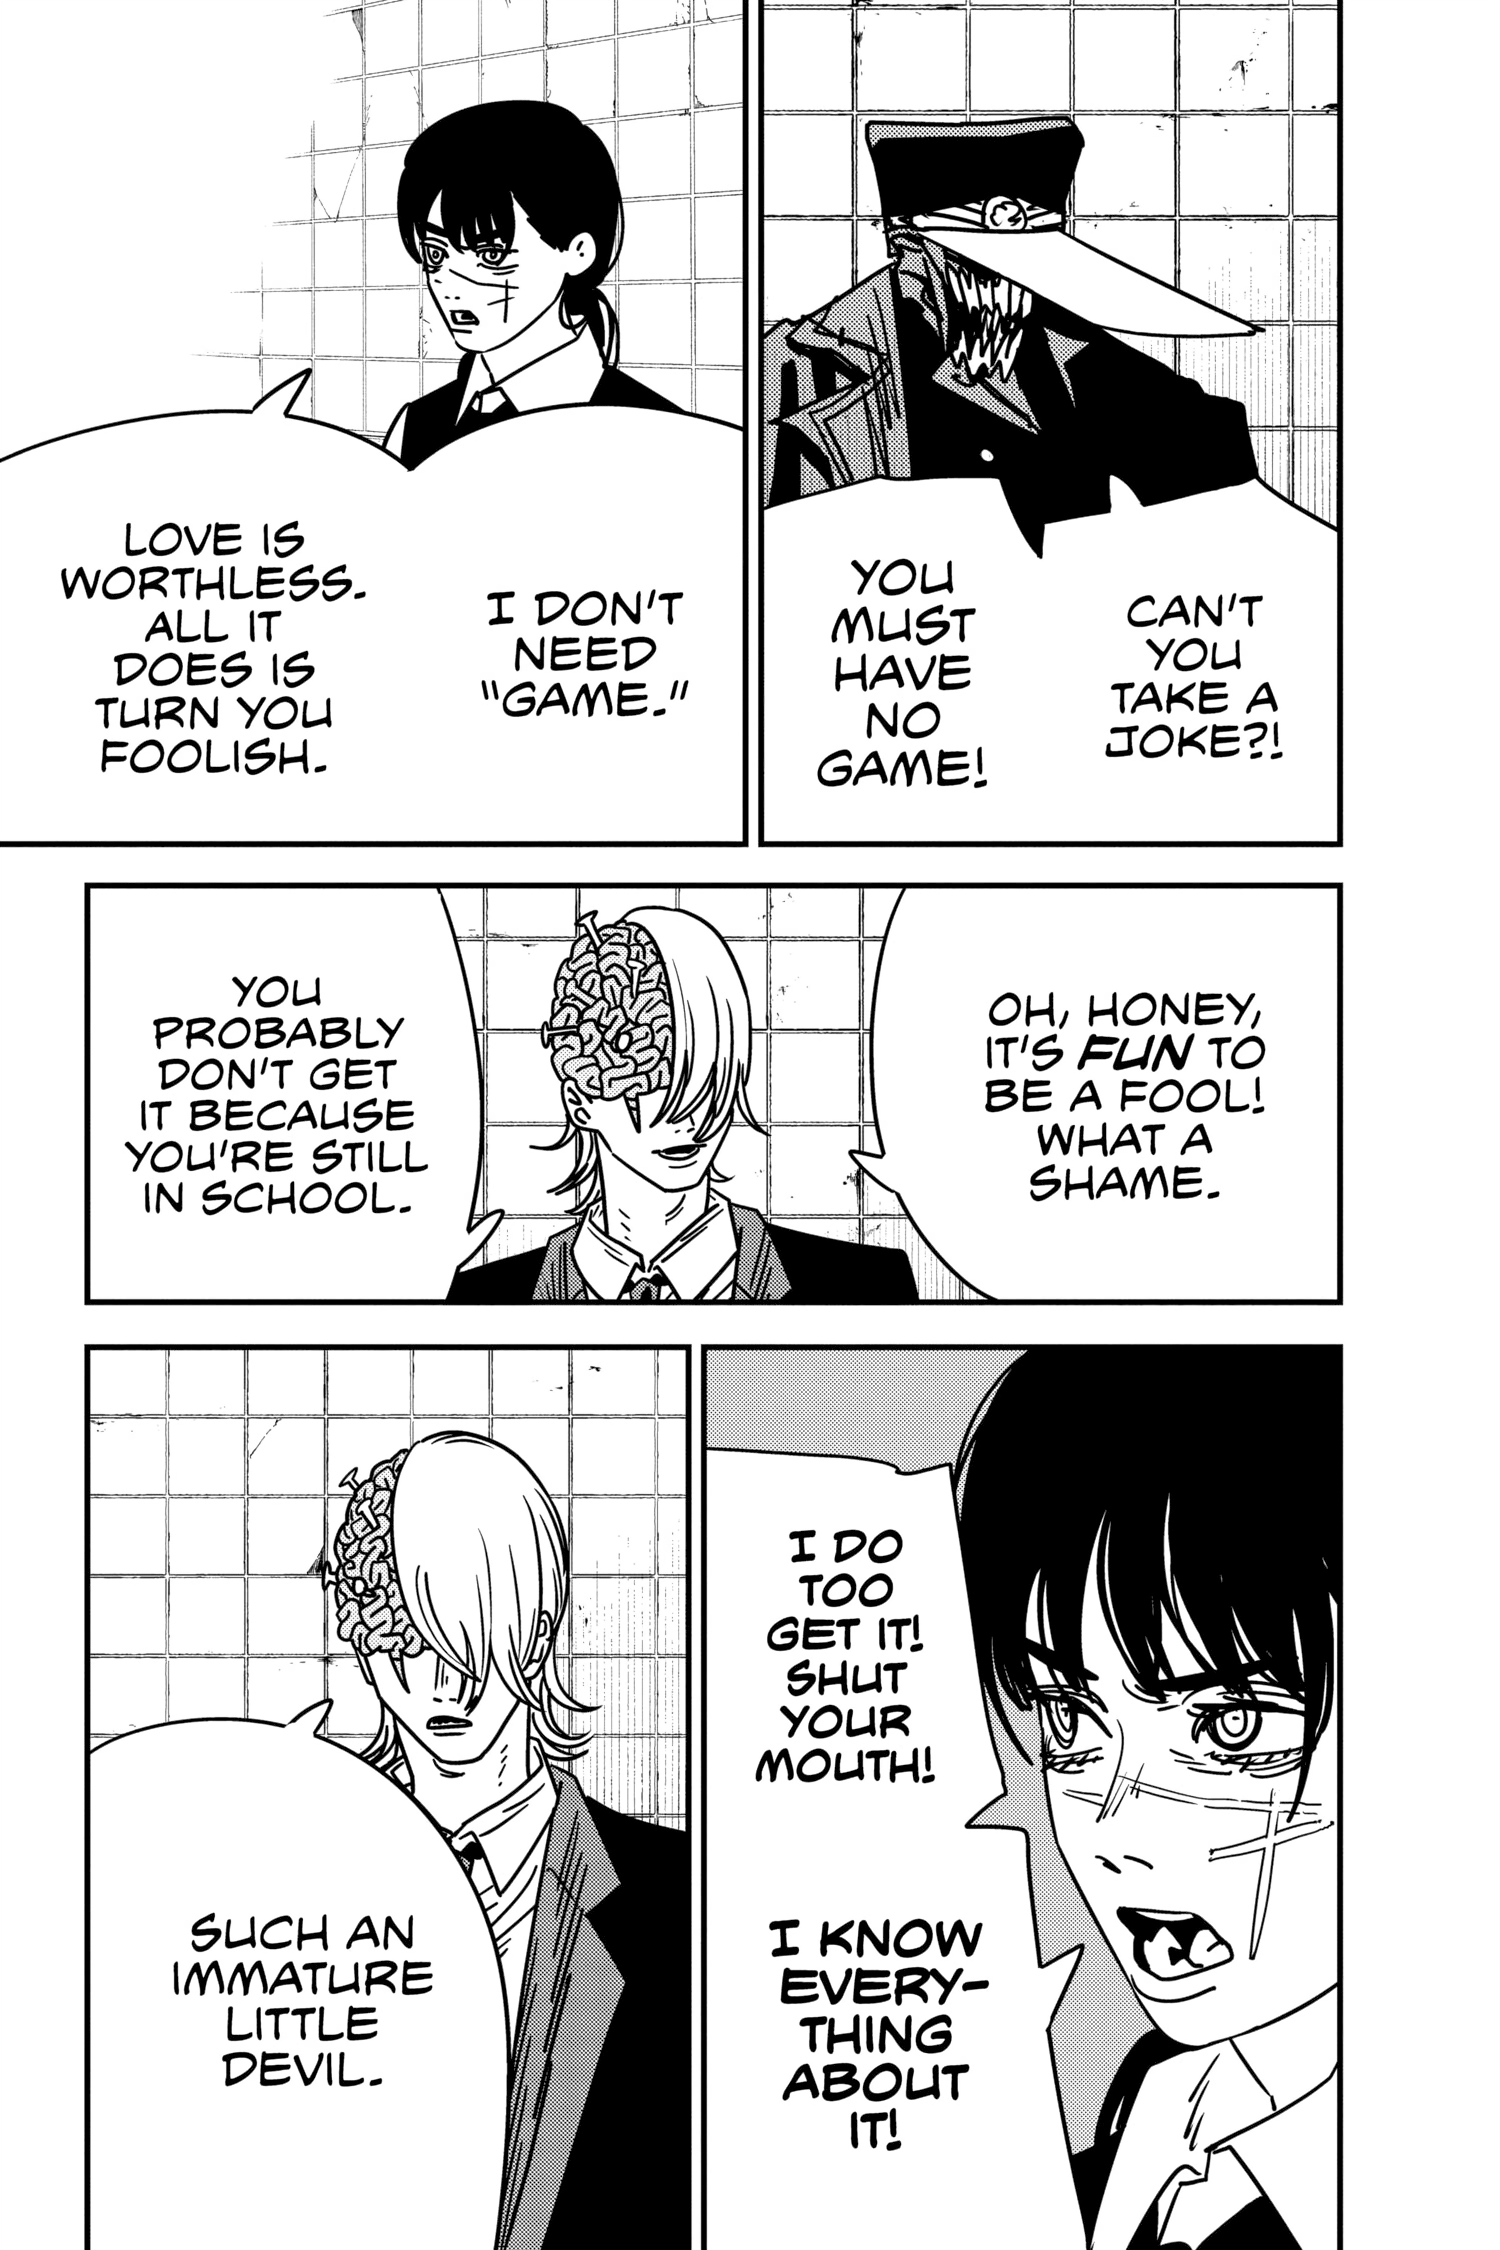 CAN'T
YOU
TAKE A
JOKE?!
YOU
MUST
HAVE
NO
GAME!
I DON'T
NEED
"GAME."
LOVE IS
WORTHLESS.
ALL IT
DOES IS
TURN YOU
FOOLISH.
OH, HONEY,
IT'S FUN TO
BE A FOOL!
WHAT A
SHAME.
YOU
PROBABLY
DON'T GET
IT BECAUSE
YOU'RE STILL
IN SCHOOL.
I DO
TOO
GET IT!
SHUT
YOUR
MOUTH!
I KNOW
EVERY-
THING
ABOUT
IT!
SUCH AN
IMMATURE
LITTLE
DEVIL.